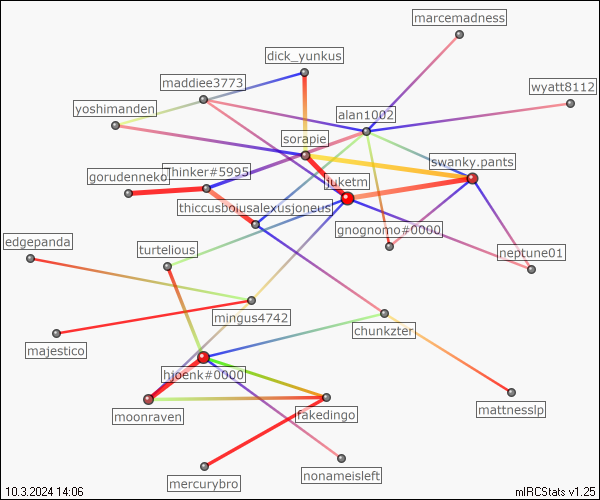 marcemadness
dick_yunkus
maddiee3773
wyatt8112
yoshimanden
alan1002
sorapie
swanky.pants
Thinker#5995
gorudenneko
juketm
thiccusboiusalexusjoneus
gnognomo#0000
edgepanda
turtelious
neptune01
mingus4742
chunkzter
majestico
hjoenk#0000
moonraven
fakedingo
mattnesslp
mercurybro
nonameisleft
10.3.2024 14:06
mIRCStats v1.25